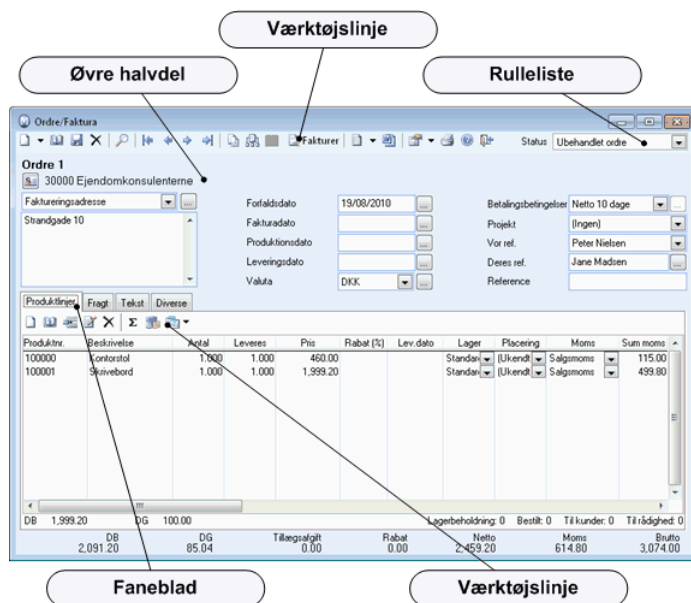 Værktøjslinje
Øvre halvdel
Rulleliste
Ordre/Faktura
Fakturer
Status Ubehandlet ordre
Ordre 1
30000 Ejendomkonsulenterne
Faktureringsadresse
Strandgade 10
Forfaldsdato 19/08/2010
Fakturadato
Produktionsdato
Leveringsdato
Valuta DKK
Betalingsbetingelser Netto 10 dage
Projekt (Ingen)
Vor ref. Peter Nielsen
Deres ref. Jane Madsen
Reference
Produktlinjer Fragt Tekst Diverse
Produktnr. Beskrivelse Antal Leveres Pris Rabat (%) Lev.dato Lager Placering Moms Sum moms
100000 Kontorstol 1.000 1.000 460.00 Standard (Ukendt Salgsmoms 115.00
100001 Skrivebord 1.000 1.000 1,999.20 Standard (Ukendt Salgsmoms 499.80
DB 1,999.20 DG 100.00 Lagerbeholdning: 0 Bestilt: 0 Til kunder: 0 Til rådighed: 0
DB DG Tillægsafgift Rabat Netto Moms Brutto
2,091.20 85.04 0.00 0.00 2,459.20 614.80 3,074.00
Faneblad
Værktøjslinje